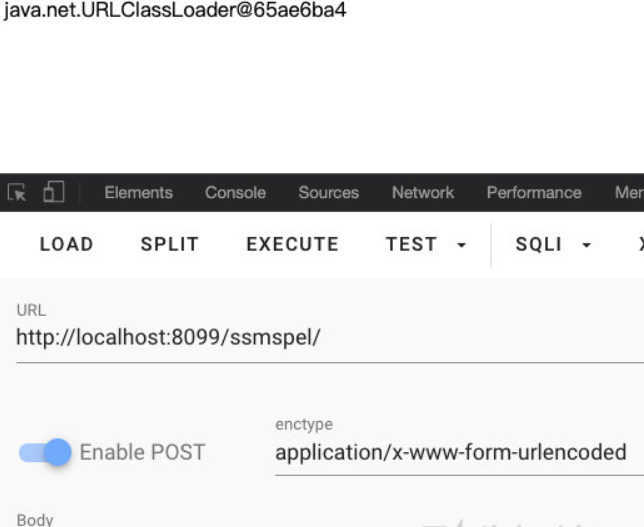 java.net.URLClassLoader@65ae6ba4
Elements Console Sources Network Performance
LOAD SPLIT EXECUTE TEST SQLI
URL
http://localhost:8099/ssmspel/
enctype
Enable POST application/x-www-form-urlencoded
Body